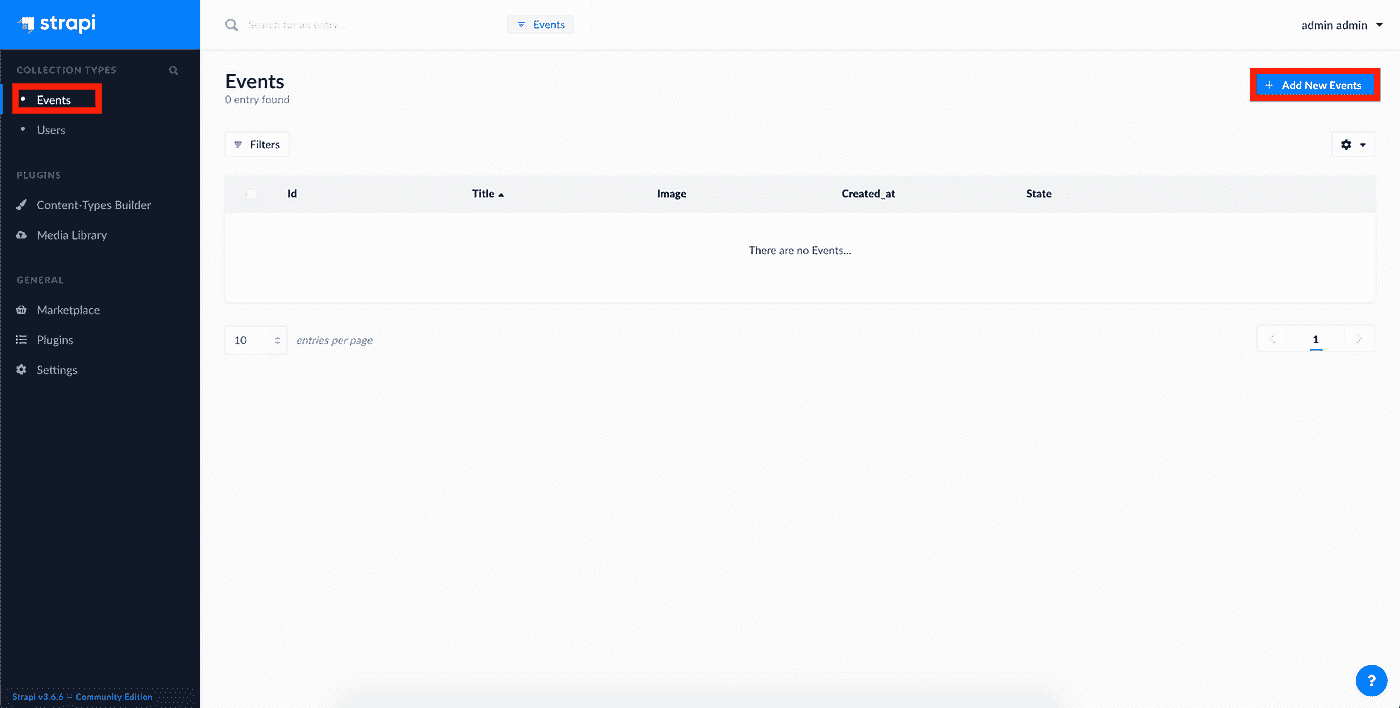 strapi
Search for an entry...
Events
admin admin
COLLECTION TYPES
Events
Users
PLUGINS
Content-Types Builder
Media Library
GENERAL
Marketplace
Plugins
Settings
Strapi v3.6.6 — Community Edition
Events
0 entry found
+ Add New Events
Filters
Id Title Image Created_at State
There are no Events...
10 entries per page
1
?